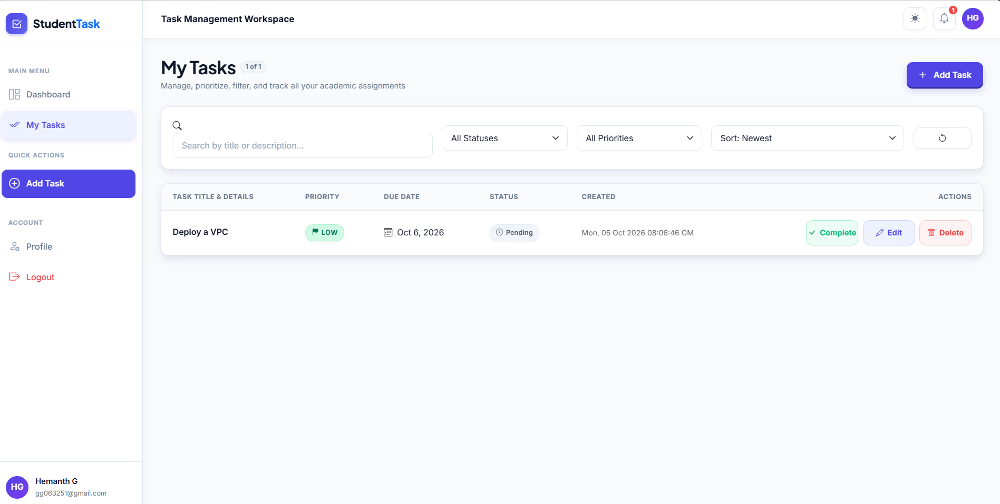 StudentTask
Task Management Workspace
1
HG
MAIN MENU
Dashboard
My Tasks
QUICK ACTIONS
Add Task
ACCOUNT
Profile
Logout
HG
Hemanth G
gg063251@gmail.com
My Tasks 1 of 1
Manage, prioritize, filter, and track all your academic assignments
+ Add Task
Search by title or description...
All Statuses
All Priorities
Sort: Newest
TASK TITLE & DETAILS PRIORITY DUE DATE STATUS CREATED ACTIONS
Deploy a VPC LOW Oct 6, 2026 Pending Mon, 05 Oct 2026 08:06:46 GM Complete Edit Delete